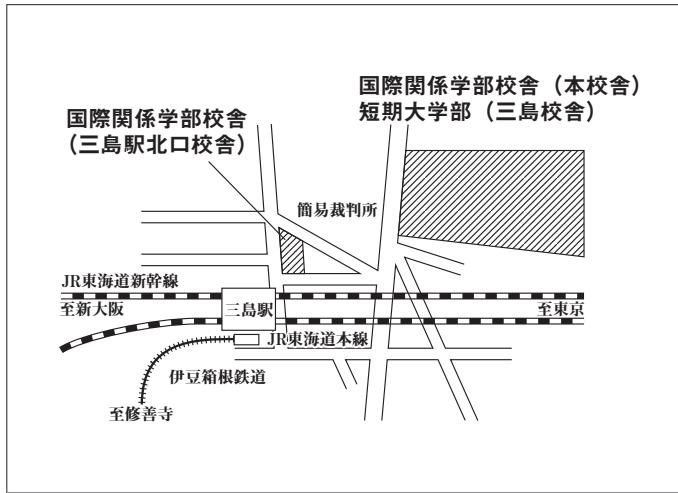 国際関係学部校舎（本校舎）
短期大学部（三島校舎）
国際関係学部校舎
（三島駅北口校舎）
簡易裁判所
JR東海道新幹線
至新大阪
三島駅
至東京
JR東海道本線
伊豆箱根鉄道
至修善寺